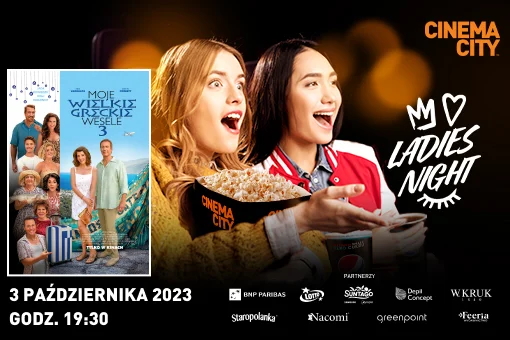 CINEMA
CITY
MOJE
WIELKIE
GRECKIE
WESELE
3
TYLKO W KINACH
LADIES
NIGHT
CINEMA
CITY
3 PAŹDZIERNIKA 2023
GODZ. 19:30
PARTNERZY
BNP PARIBAS
LOTTO
SUNTAGO
Depil
Concept
W.KRUK
1840
Staropolanka
Nacomi
greenpoint
Feeria